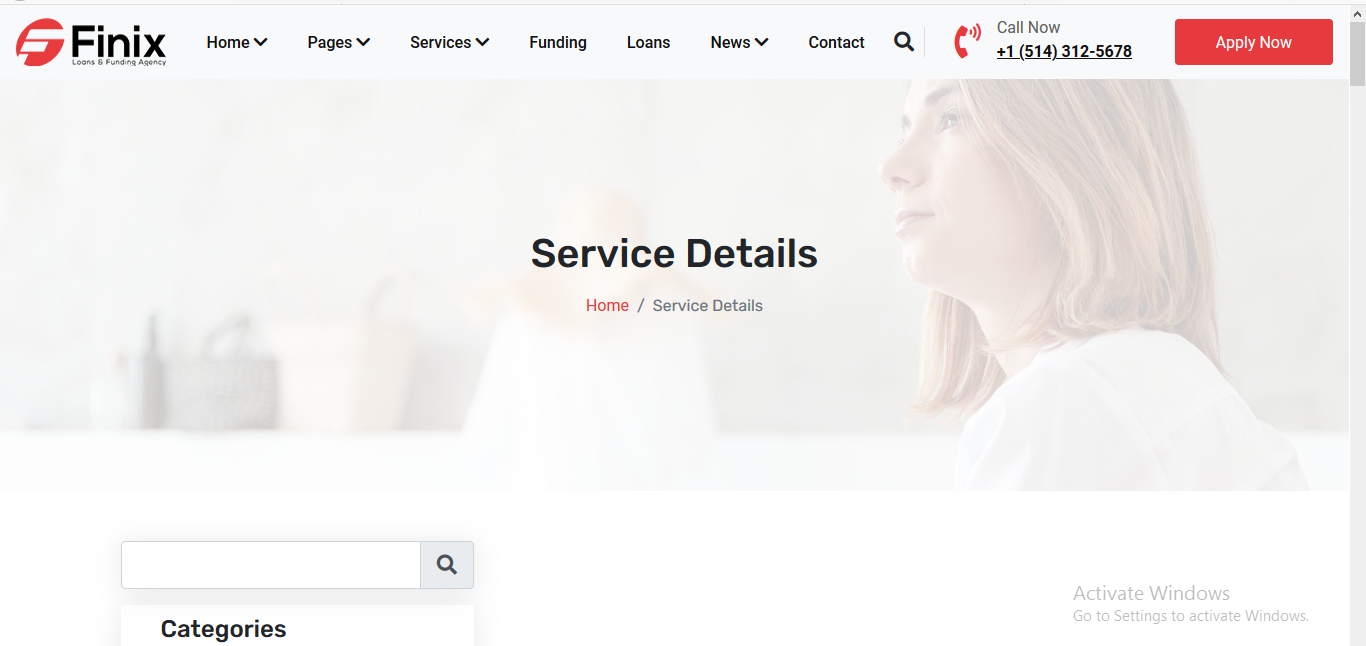 Finix
Loans & Funding Agency
Home
Pages
Services
Funding
Loans
News
Contact
Call Now
+1 (514) 312-5678
Apply Now
Service Details
Home / Service Details
Categories
Activate Windows
Go to Settings to activate Windows.